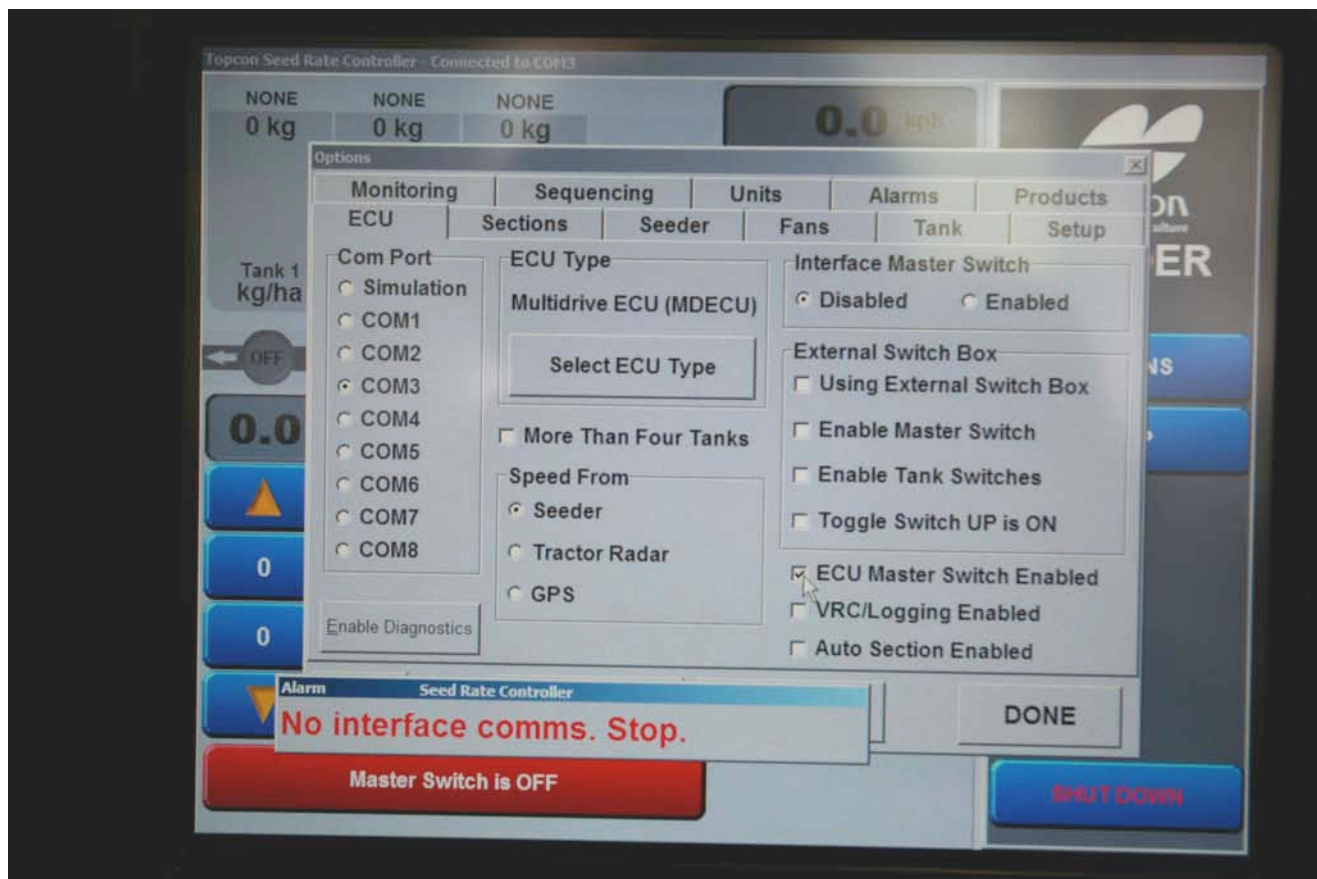 Topcon Seed Rate Controller - Connected to COM3
NONE NONE NONE
0 kg 0 kg 0 kg
0.0 kph
Options
Monitoring Sequencing Units Alarms Products
ECU Sections Seeder Fans Tank Setup
on
ER
Tank 1
kg/ha
OFF
0.0
0
0
Com Port
Simulation
COM1
COM2
COM3
COM4
COM5
COM6
COM7
COM8
Enable Diagnostics
ECU Type
Multidrive ECU (MDECU)
Select ECU Type
More Than Four Tanks
Speed From
Seeder
Tractor Radar
GPS
Interface Master Switch
Disabled Enabled
External Switch Box
Using External Switch Box
Enable Master Switch
Enable Tank Switches
Toggle Switch UP is ON
ECU Master Switch Enabled
VRC/Logging Enabled
Auto Section Enabled
NS
DONE
Alarm Seed Rate Controller
No interface comms. Stop.
Master Switch is OFF
SHUT DOWN